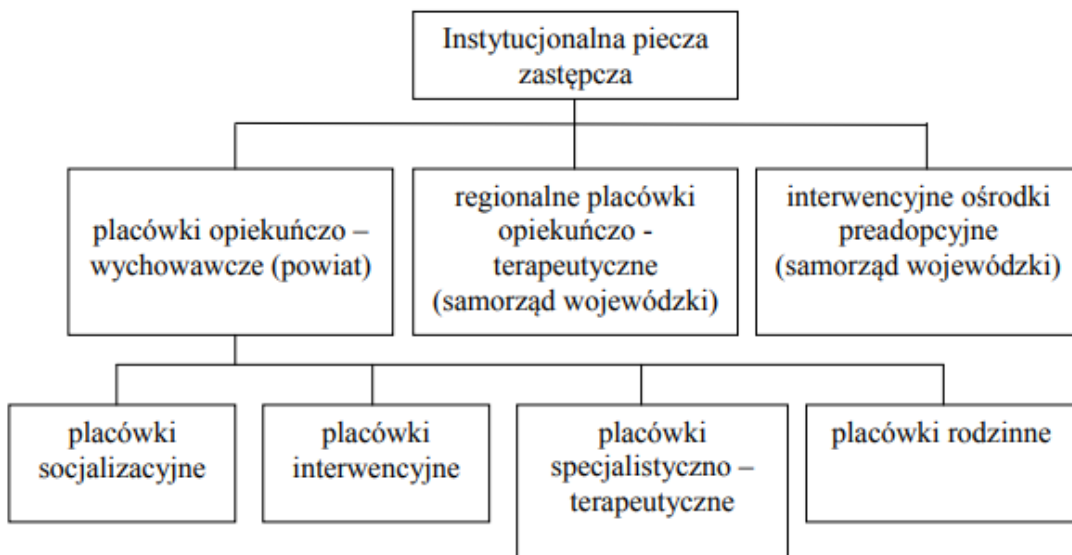 Instytucjonalna piecza
zastępcza
placówki opiekuńczo –
wychowawcze (powiat)
regionalne placówki
opiekuńczo -
terapeutyczne
(samorząd wojewódzki)
interwencyjne ośrodki
preadopcyjne
(samorząd wojewódzki)
placówki
socjalizacyjne
placówki
interwencyjne
placówki
specjalistyczno –
terapeutyczne
placówki rodzinne